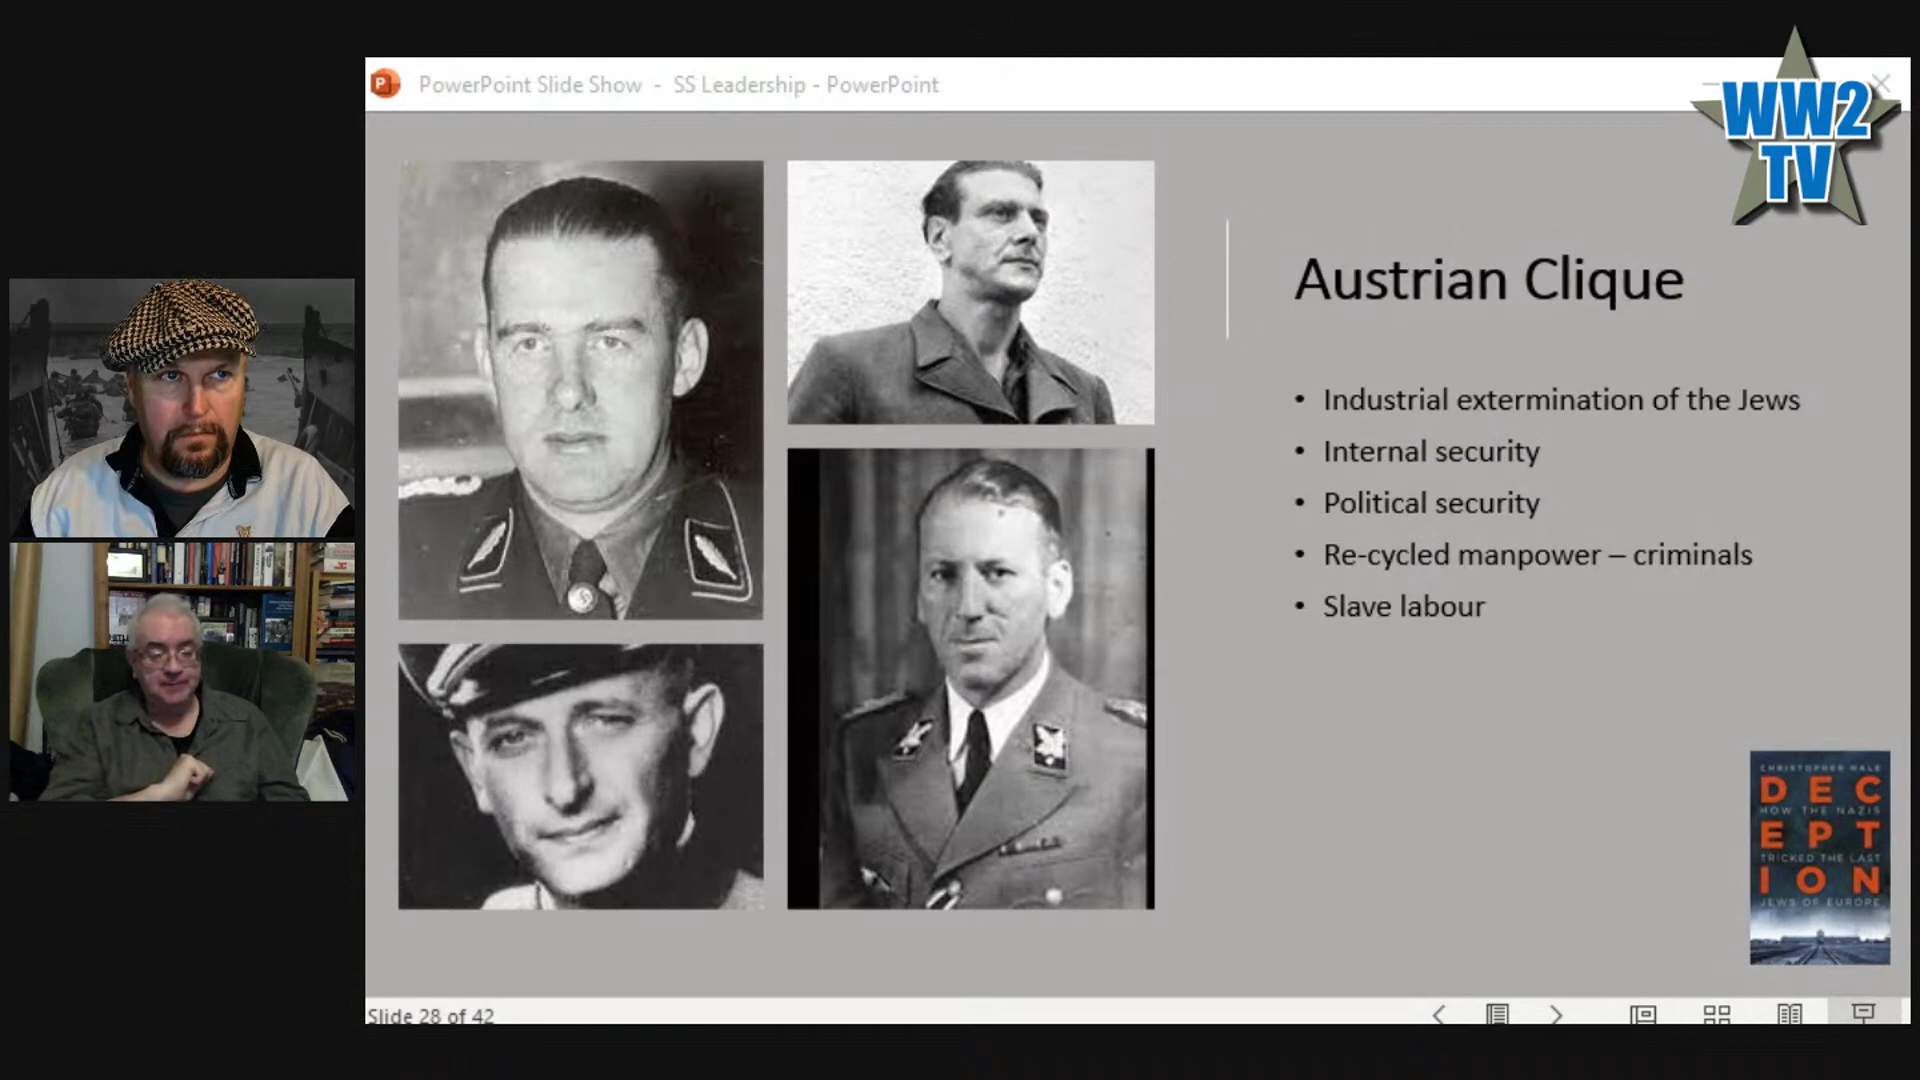 PowerPoint Slide Show - SS Leadership - PowerPoint
WW2
TV
Austrian Clique
• Industrial extermination of the Jews
• Internal security
• Political security
• Re-cycled manpower – criminals
• Slave labour
CHRISTOPHER HALE
DEC
HOW THE NAZIS
EPT
TRICKED THE LAST
ION
JEWS OF EUROPE
Slide 28 of 42